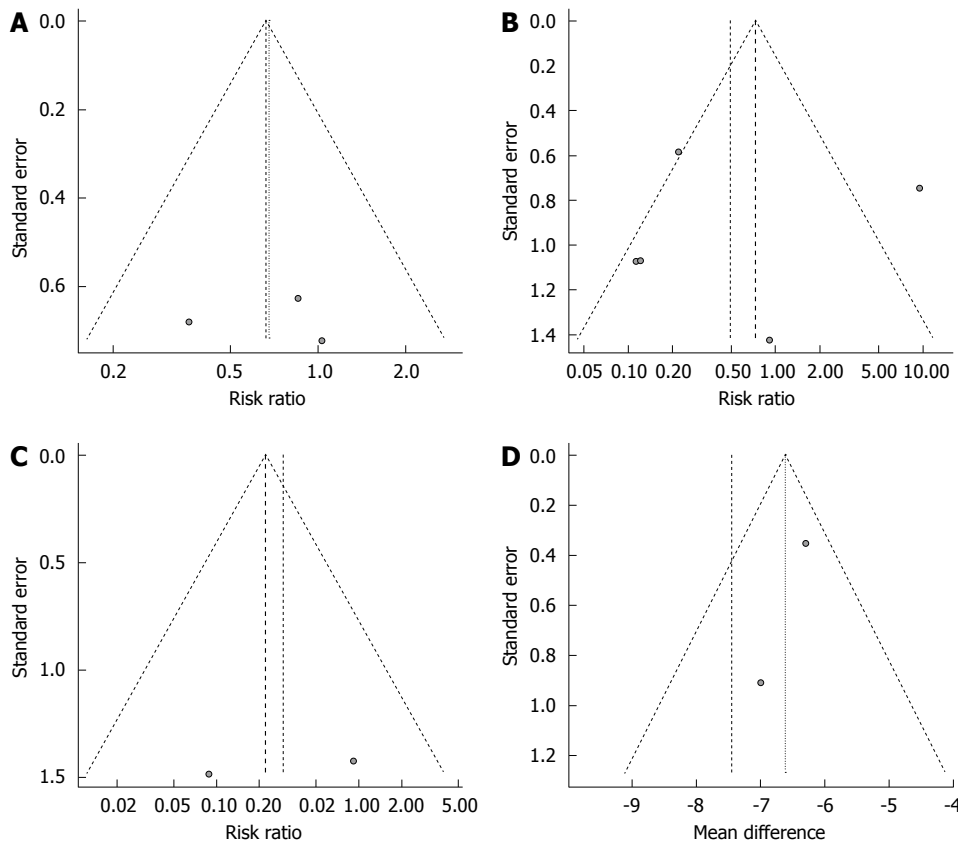 A
0.0
0.2
0.4
0.6
Standard error
0.2 0.5 1.0 2.0
Risk ratio
B
0.0
0.2
0.4
0.6
0.8
1.0
1.2
1.4
Standard error
0.05 0.10 0.20 0.50 1.00 2.00 5.00 10.00
Risk ratio
C
0.0
0.5
1.0
1.5
Standard error
0.02 0.05 0.10 0.20 0.02 1.00 2.00 5.00
Risk ratio
D
0.0
0.2
0.4
0.6
0.8
1.0
1.2
Standard error
-9 -8 -7 -6 -5 -4
Mean difference